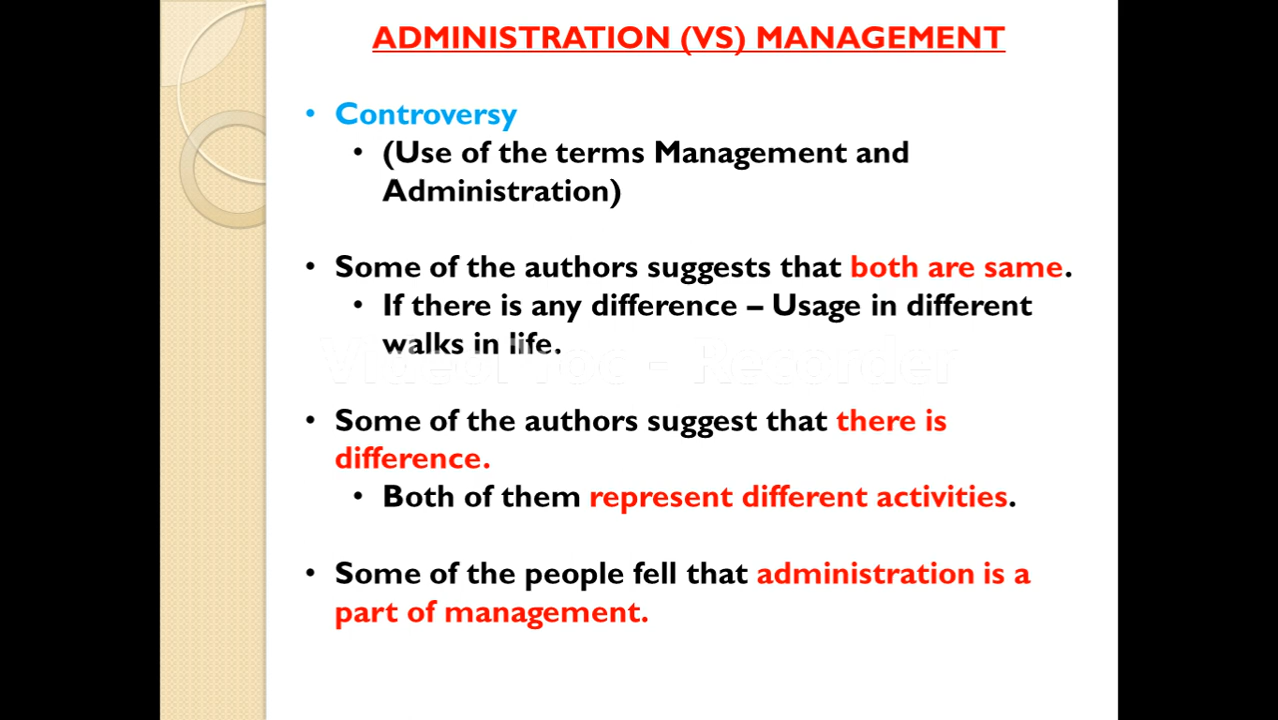 ADMINISTRATION (VS) MANAGEMENT
• Controversy
• (Use of the terms Management and
Administration)
• Some of the authors suggests that both are same.
• If there is any difference – Usage in different
walks in life.
• Some of the authors suggest that there is
difference.
• Both of them represent different activities.
• Some of the people fell that administration is a
part of management.
- Recorder